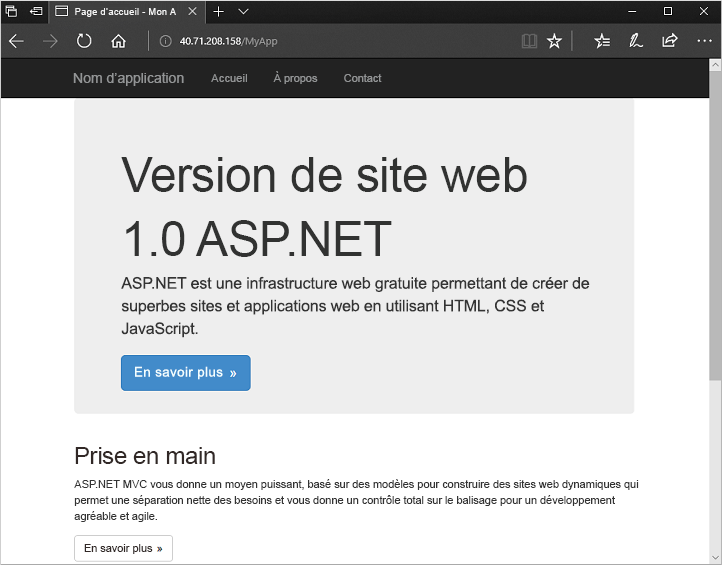 Page d'accueil - Mon A
40.71.208.158/MyApp
Nom d'application Accueil À propos Contact
Version de site web
1.0 ASP.NET
ASP.NET est une infrastructure web gratuite permettant de créer de
superbes sites et applications web en utilisant HTML, CSS et
JavaScript.
En savoir plus »
Prise en main
ASP.NET MVC vous donne un moyen puissant, basé sur des modèles pour construire des sites web dynamiques qui
permet une séparation nette des besoins et vous donne un contrôle total sur le balisage pour un développement
agréable et agile.
En savoir plus »